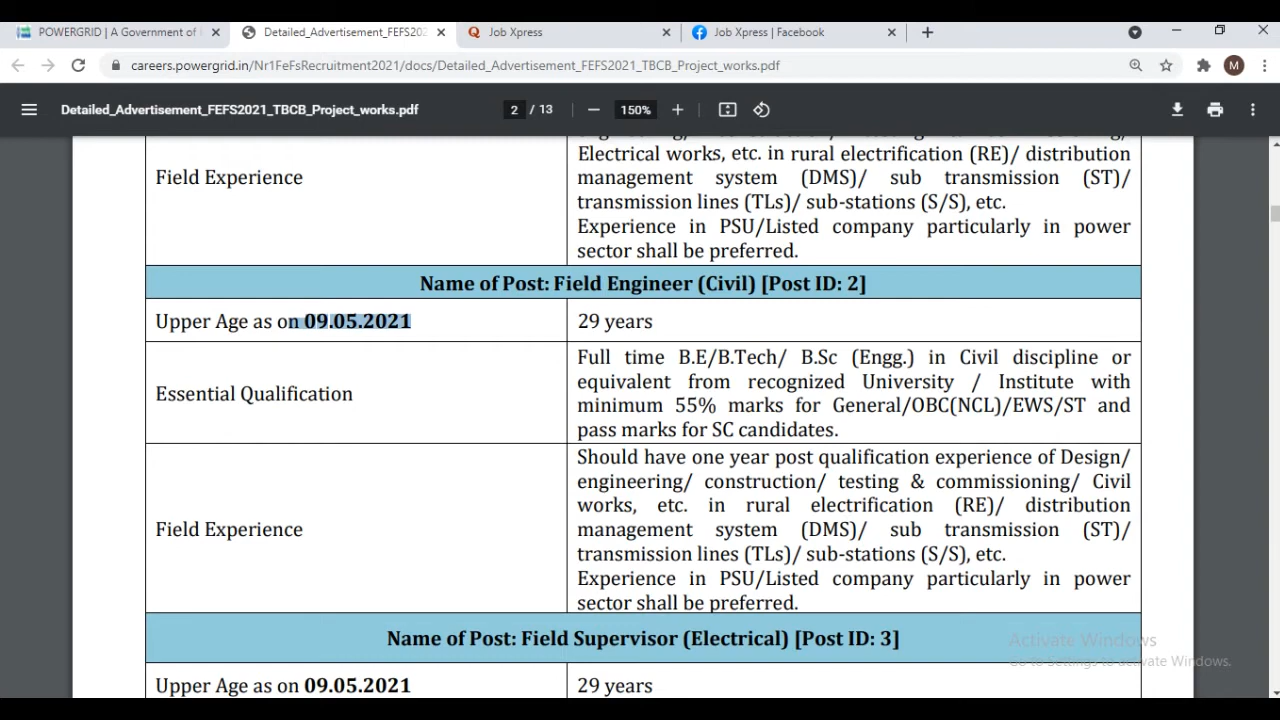 POWERGRID | A Government of
Detailed_Advertisement_FEFS202
Job Xpress
Job Xpress | Facebook
careers.powergrid.in/Nr1FeFsRecruitment2021/docs/Detailed_Advertisement_FEFS2021_TBCB_Project_works.pdf
M
Detailed_Advertisement_FEFS2021_TBCB_Project_works.pdf
2 / 13
150%
Electrical works, etc. in rural electrification (RE)/ distribution
Field Experience
management system (DMS)/ sub transmission (ST)/
transmission lines (TLs)/ sub-stations (S/S), etc.
Experience in PSU/Listed company particularly in power
sector shall be preferred.
Name of Post: Field Engineer (Civil) [Post ID: 2]
Upper Age as on 09.05.2021
29 years
Essential Qualification
Full time B.E/B.Tech/ B.Sc (Engg.) in Civil discipline or
equivalent from recognized University / Institute with
minimum 55% marks for General/OBC(NCL)/EWS/ST and
pass marks for SC candidates.
Field Experience
Should have one year post qualification experience of Design/
engineering/ construction/ testing & commissioning/ Civil
works, etc. in rural electrification (RE)/ distribution
management system (DMS)/ sub transmission (ST)/
transmission lines (TLs)/ sub-stations (S/S), etc.
Experience in PSU/Listed company particularly in power
sector shall be preferred.
Name of Post: Field Supervisor (Electrical) [Post ID: 3]
Upper Age as on 09.05.2021
29 years
Activate Windows
Go to Settings to activate Windows.